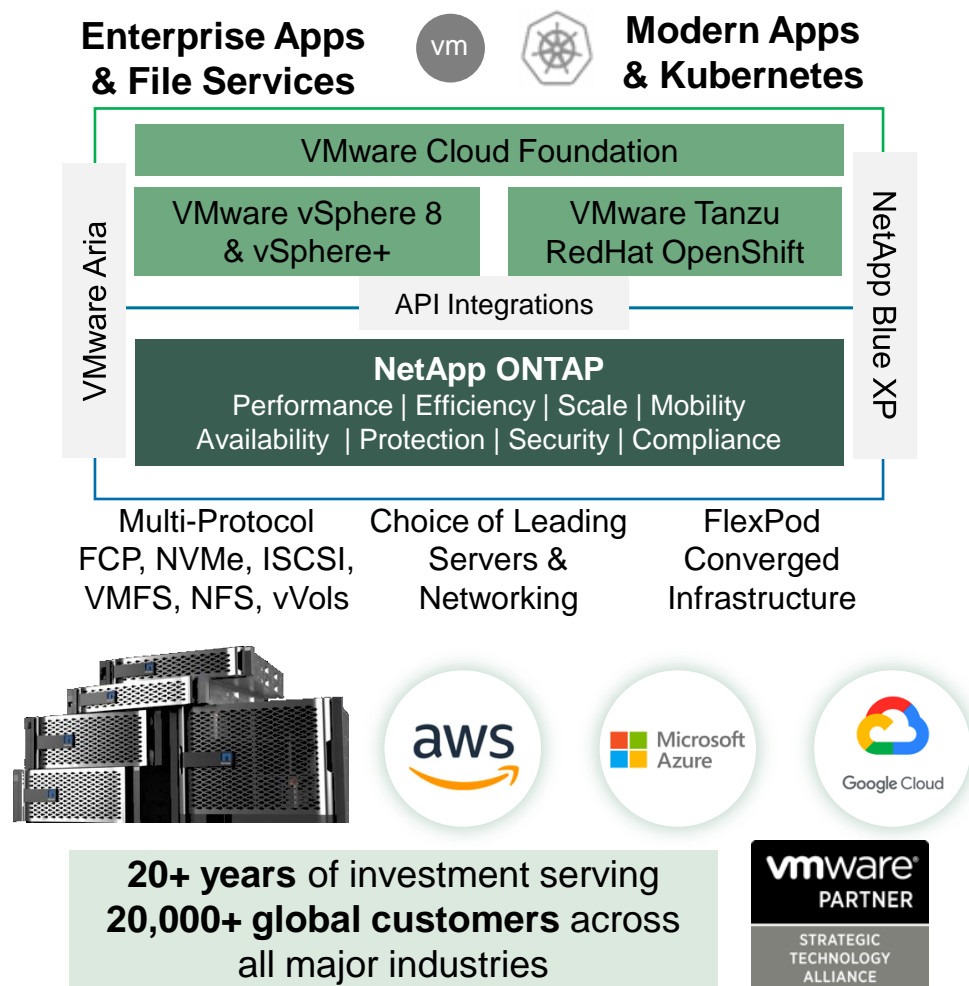 Enterprise Apps
& File Services
vm
Modern Apps
& Kubernetes
VMware Cloud Foundation
VMware Aria
VMware vSphere 8
& vSphere+
VMware Tanzu
RedHat OpenShift
NetApp Blue XP
API Integrations
NetApp ONTAP
Performance | Efficiency | Scale | Mobility
Availability | Protection | Security | Compliance
Multi-Protocol
FCP, NVMe, ISCSI,
VMFS, NFS, vVols
Choice of Leading
Servers &
Networking
FlexPod
Converged
Infrastructure
aws
Microsoft
Azure
Google Cloud
20+ years of investment serving
20,000+ global customers across
all major industries
vmware®
PARTNER
STRATEGIC
TECHNOLOGY
ALLIANCE